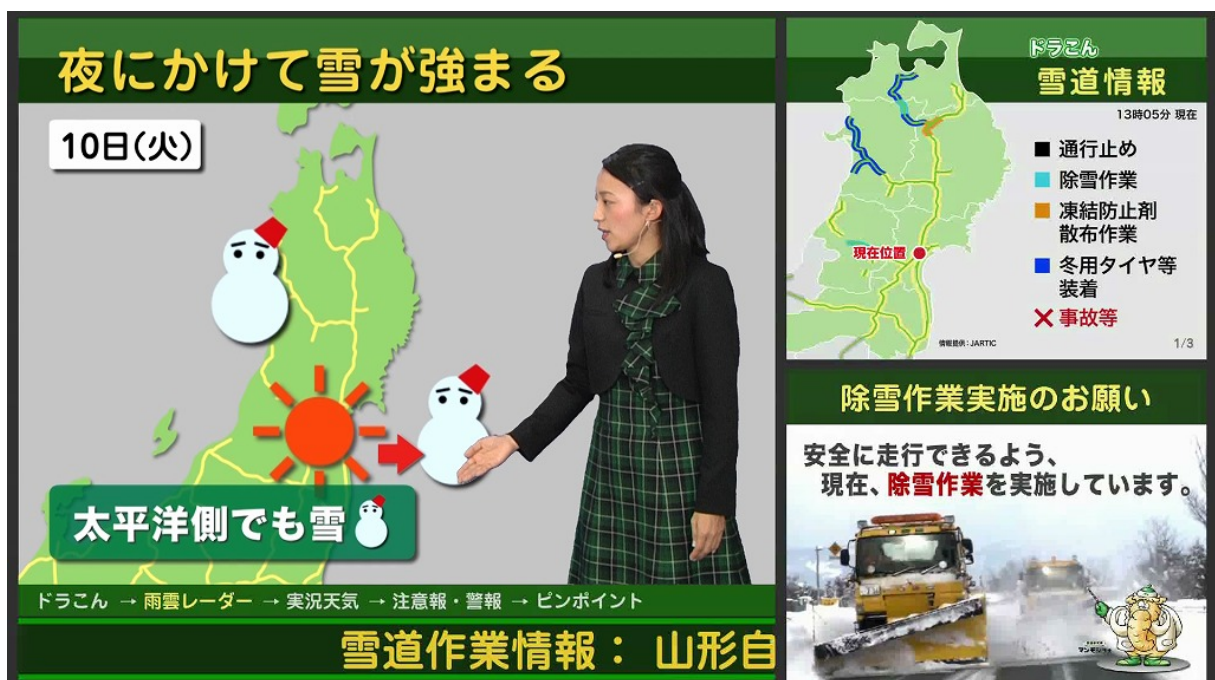 夜にかけて雪が強まる
10日(火)
太平洋側でも雪
ドラこん → 雨雲レーダー → 実況天気 → 注意報・警報 → ピンポイント
雪道作業情報: 山形自
ドラこん
雪道情報
13時05分 現在
通行止め
除雪作業
凍結防止剤
散布作業
冬用タイヤ等
装着
事故等
現在位置
情報提供:JARTIC
1/3
除雪作業実施のお願い
安全に走行できるよう、
現在、除雪作業を実施しています。